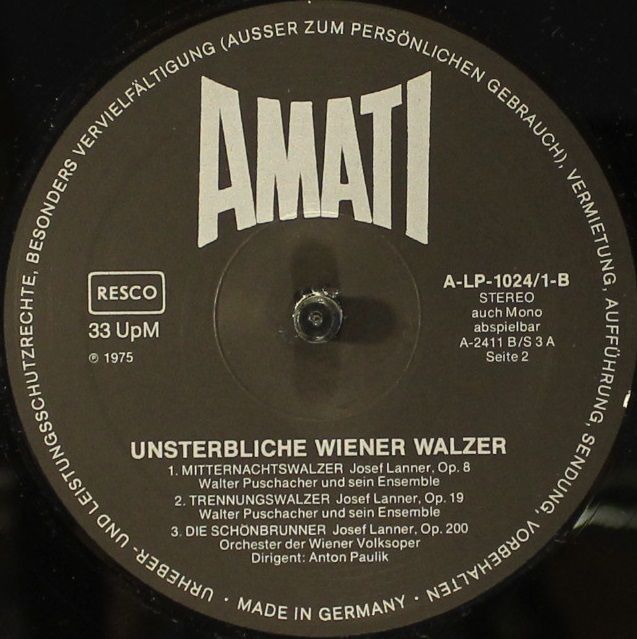 URHEBER- UND LEISTUNGSSCHUTZRECHTE, BESONDERS VERVIELFÄLTIGUNG (AUSSER ZUM PERSÖNLICHEN GEBRAUCH), VERMIETUNG, AUFFÜHRUNG, SENDUNG, VORBEHALTEN · MADE IN GERMANY ·
AMATI
RESCO
33 UpM
℗ 1975
A-LP-1024/1-B
STEREO
auch Mono
abspielbar
A-2411 B/S 3 A
Seite 2
UNSTERBLICHE WIENER WALZER
1. MITTERNACHTSWALZER Josef Lanner, Op. 8
Walter Puschacher und sein Ensemble
2. TRENNUNGSWALZER Josef Lanner, Op. 19
Walter Puschacher und sein Ensemble
3. DIE SCHÖNBRUNNER Josef Lanner, Op. 200
Orchester der Wiener Volksoper
Dirigent: Anton Paulik